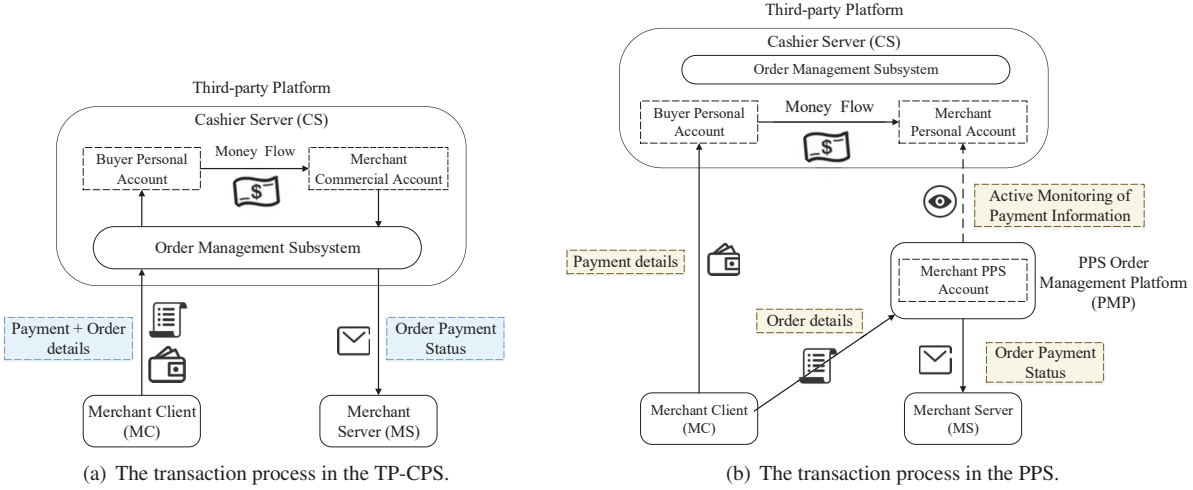 Third-party Platform
Cashier Server (CS)
Buyer Personal
Account
Money Flow
$
Merchant
Commercial Account
Order Management Subsystem
Payment + Order
details
Order Payment
Status
Merchant Client
(MC)
Merchant
Server (MS)
(a) The transaction process in the TP-CPS.
Third-party Platform
Cashier Server (CS)
Order Management Subsystem
Buyer Personal
Account
Money Flow
$
Merchant
Personal Account
Active Monitoring of
Payment Information
Payment details
Merchant PPS
Account
PPS Order
Management Platform
(PMP)
Order details
Order Payment
Status
Merchant Client
(MC)
Merchant Server
(MS)
(b) The transaction process in the PPS.